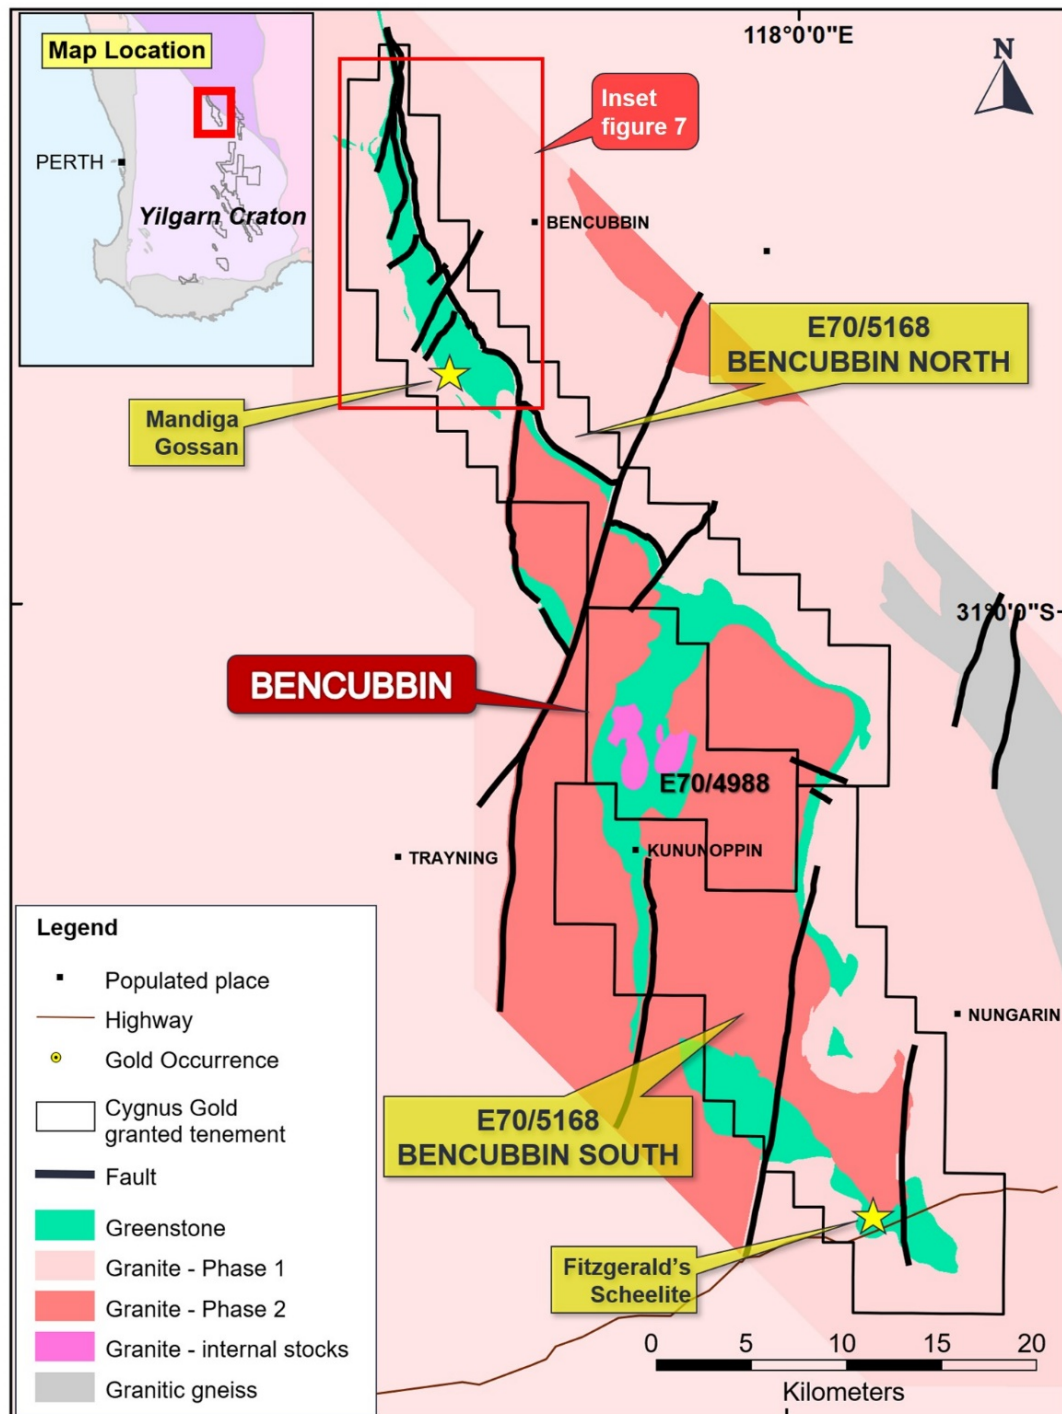 Map Location
PERTH
Yilgarn Craton
118°0'0"E
N
Inset
figure 7
BENCUBBIN
E70/5168
BENCUBBIN NORTH
Mandiga
Gossan
31°0'0"S
BENCUBBIN
E70/4988
TRAYNING
KUNUNOPPIN
NUNGARIN
E70/5168
BENCUBBIN SOUTH
Fitzgerald's
Scheelite
Legend
Populated place
Highway
Gold Occurrence
Cygnus Gold
granted tenement
Fault
Greenstone
Granite - Phase 1
Granite - Phase 2
Granite - internal stocks
Granitic gneiss
0 5 10 15 20
Kilometers